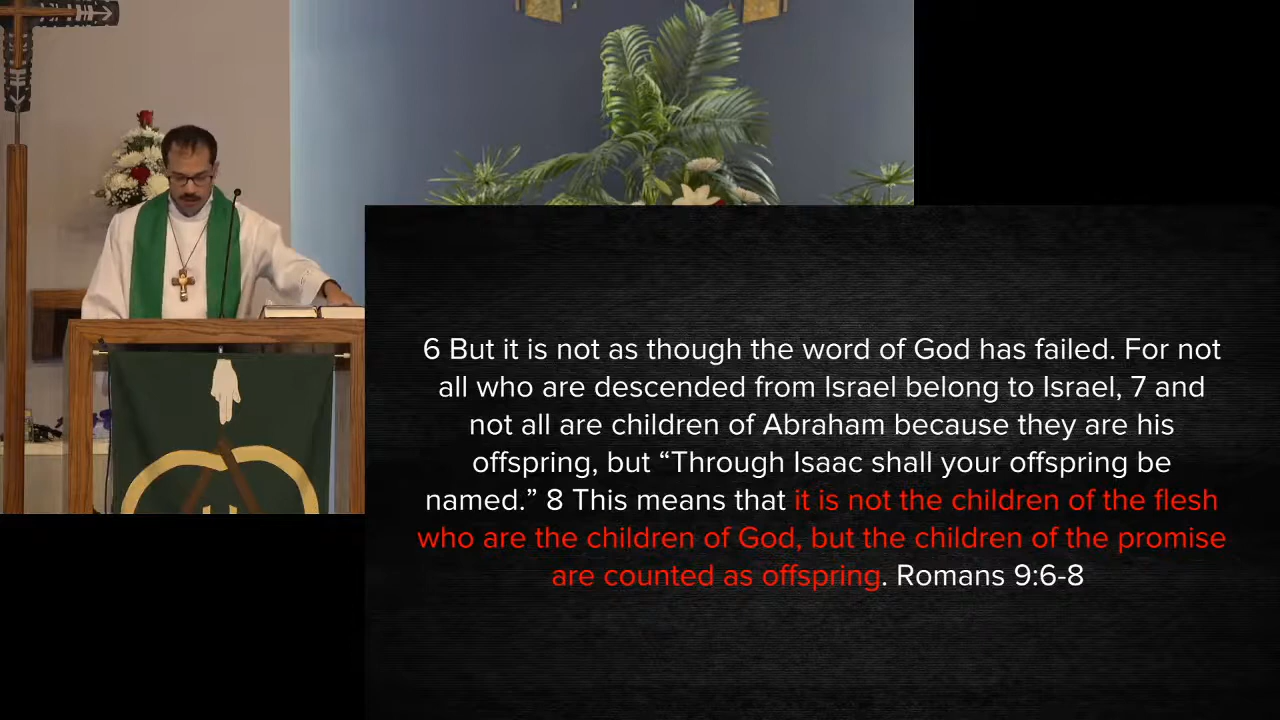 6 But it is not as though the word of God has failed. For not
all who are descended from Israel belong to Israel, 7 and
not all are children of Abraham because they are his
offspring, but “Through Isaac shall your offspring be
named.” 8 This means that it is not the children of the flesh
who are the children of God, but the children of the promise
are counted as offspring. Romans 9:6-8